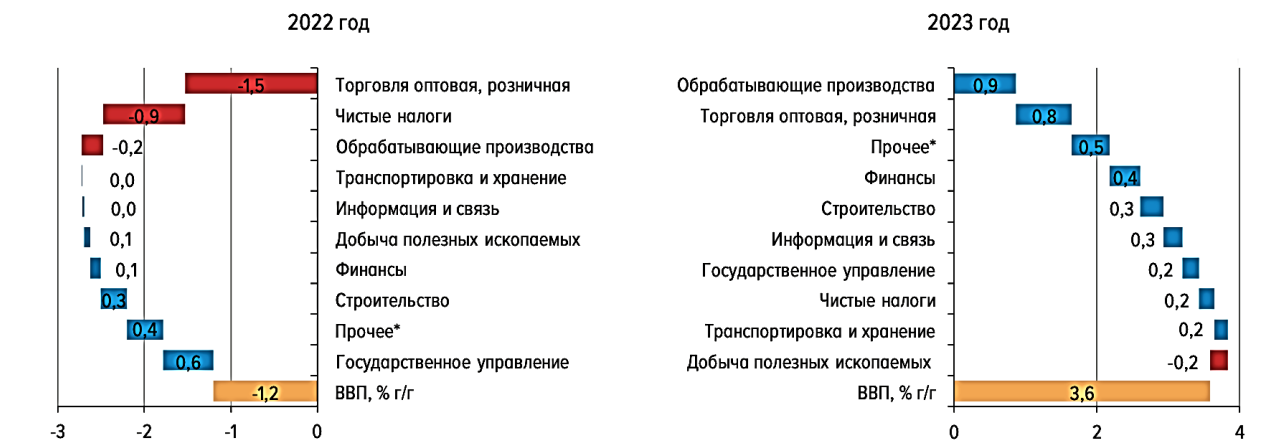 2022 год
-1,5 Торговля оптовая, розничная
-0,9 Чистые налоги
-0,2 Обрабатывающие производства
0,0 Транспортировка и хранение
0,0 Информация и связь
0,1 Добыча полезных ископаемых
0,1 Финансы
0,3 Строительство
0,4 Прочее*
0,6 Государственное управление
-1,2 ВВП, % г/г
-3 -2 -1 0
2023 год
Обрабатывающие производства 0,9
Торговля оптовая, розничная 0,8
Прочее* 0,5
Финансы 0,4
Строительство 0,3
Информация и связь 0,3
Государственное управление 0,2
Чистые налоги 0,2
Транспортировка и хранение 0,2
Добыча полезных ископаемых -0,2
ВВП, % г/г 3,6
0 2 4